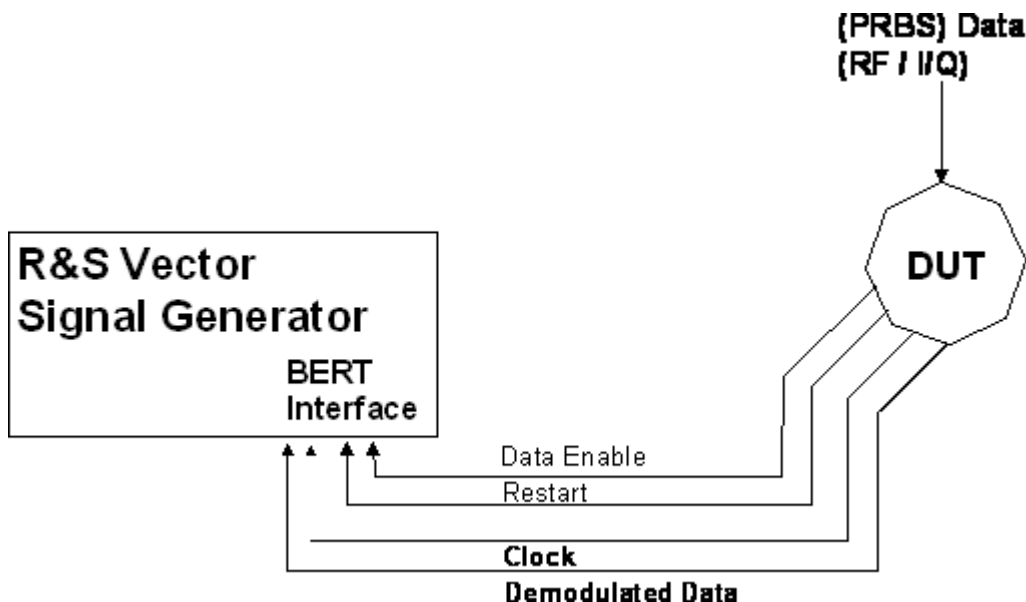 (PRBS) Data
(RF / I/Q)
R&S Vector
Signal Generator
DUT
BERT
Interface
Data Enable
Restart
Clock
Demodulated Data